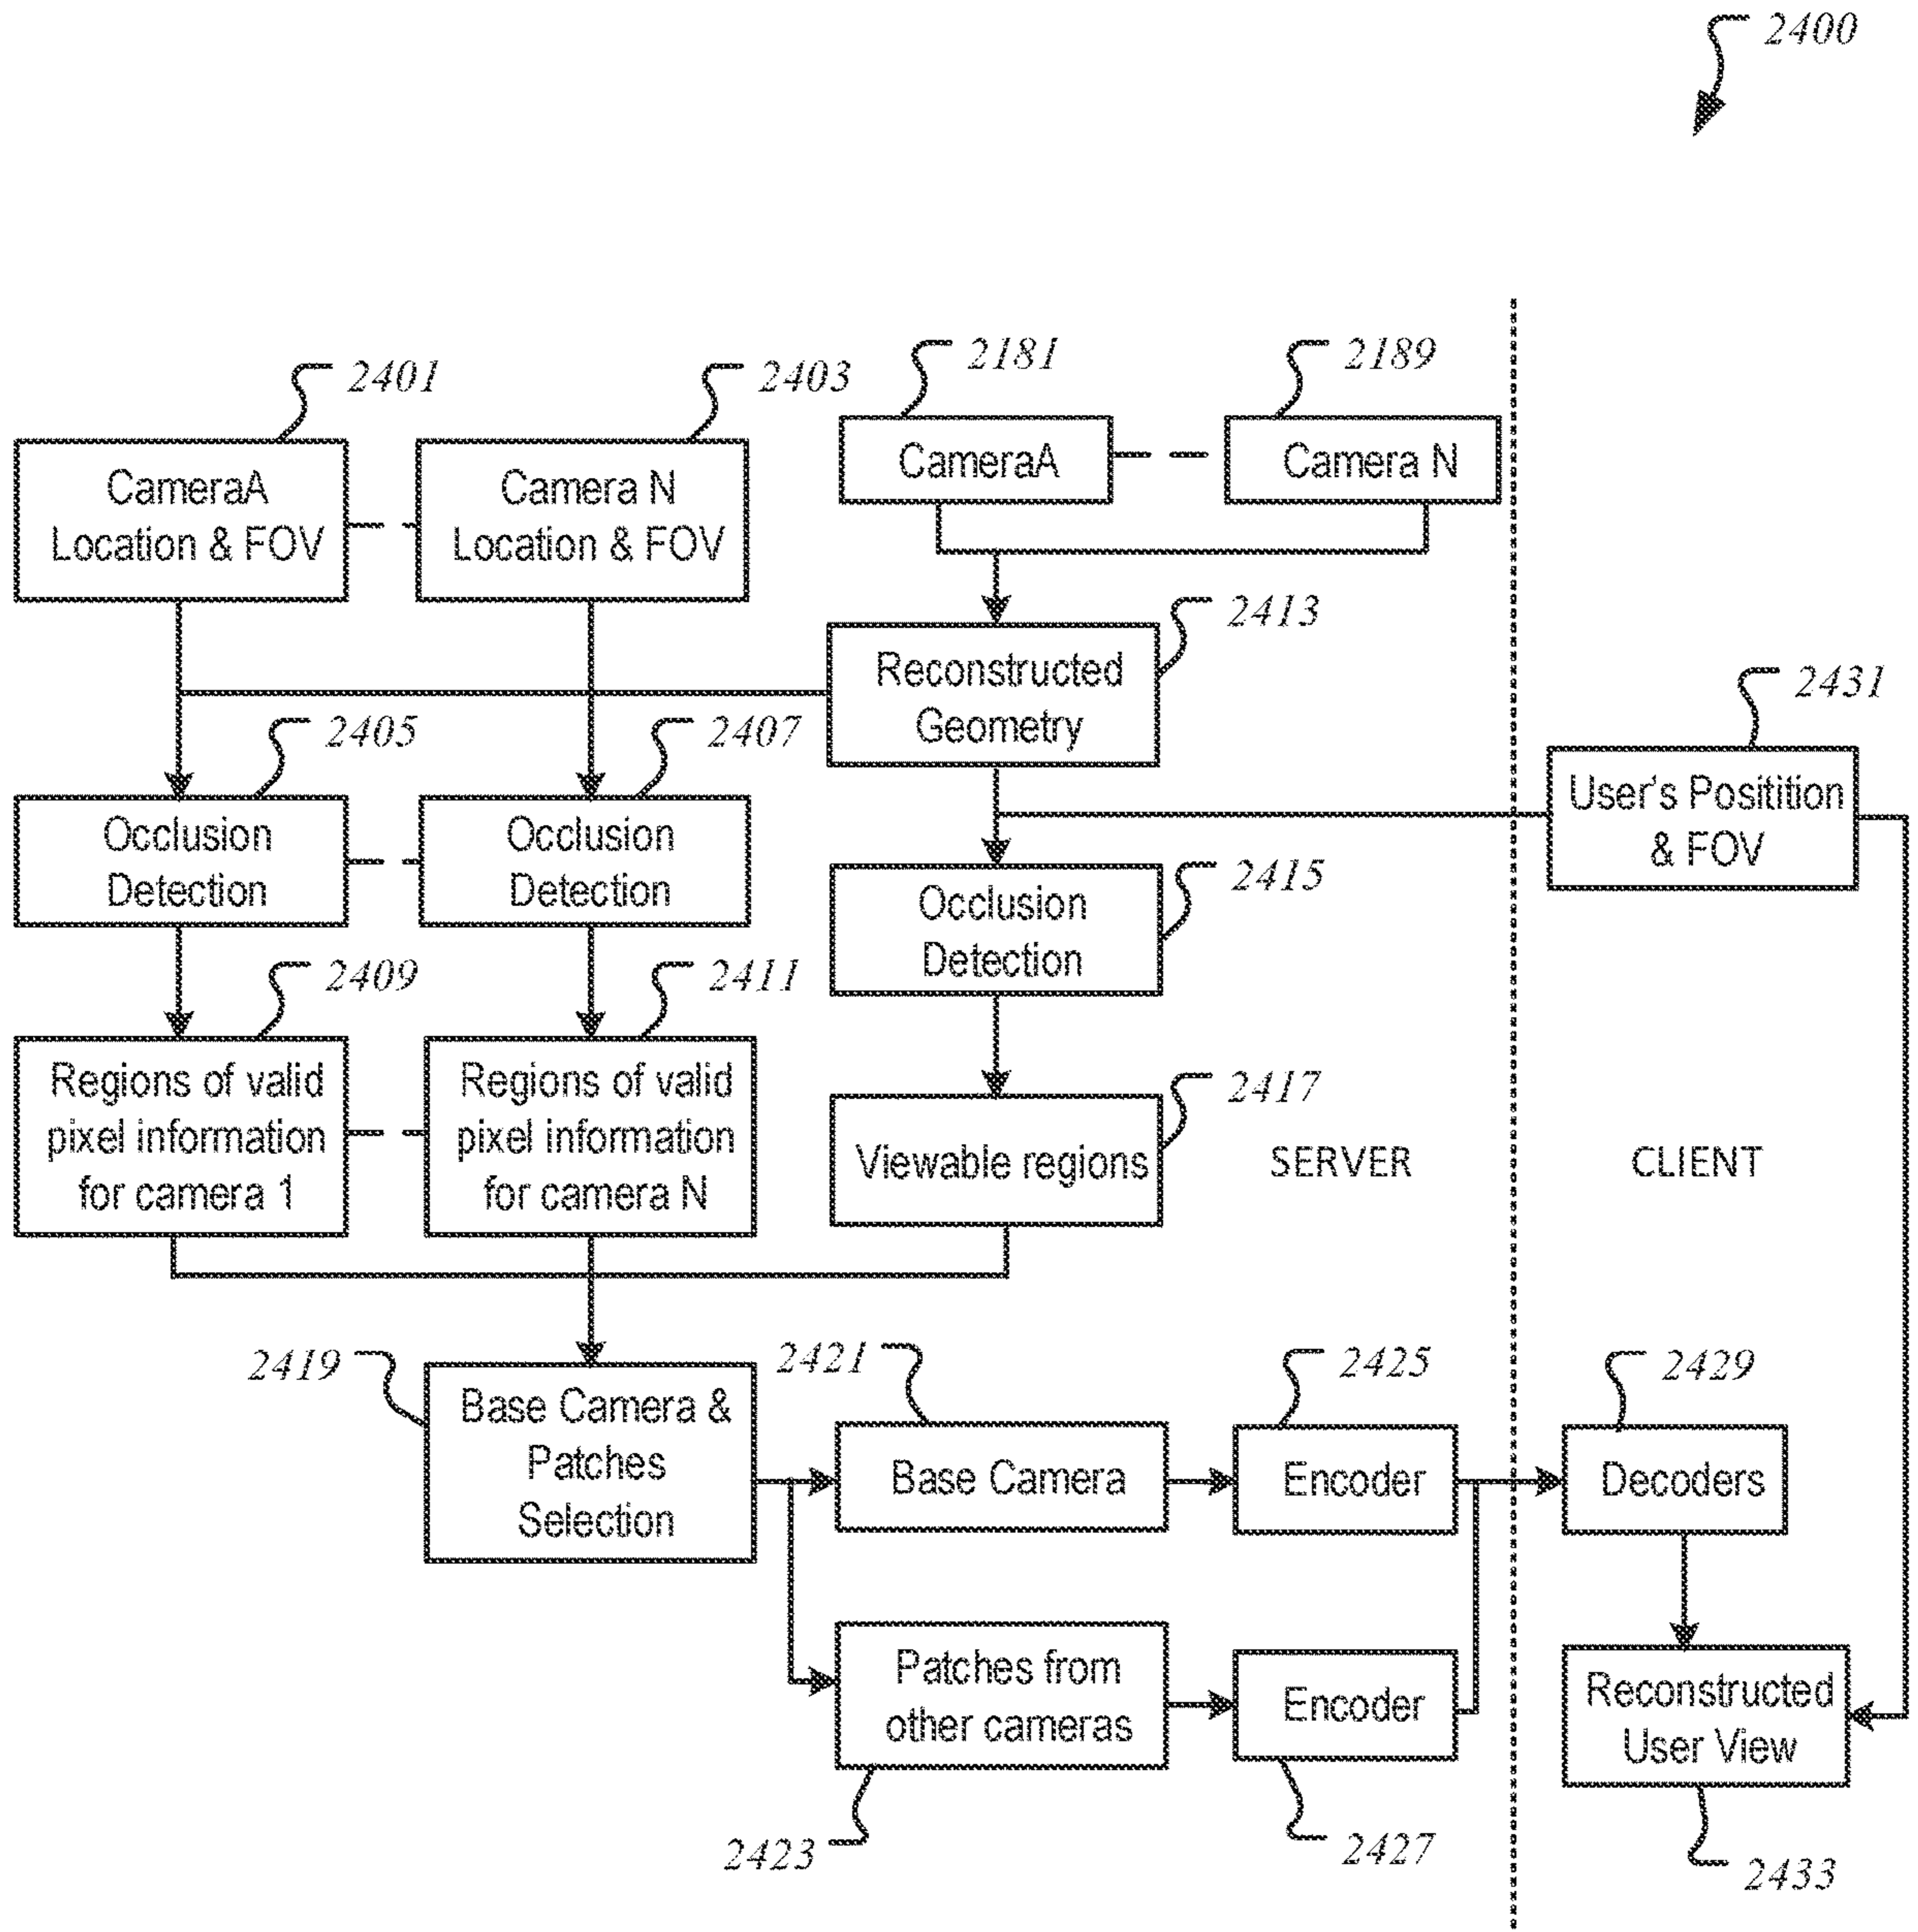 2400
2401
2403
2181
2189
CameraA
Location & FOV
Camera N
Location & FOV
CameraA
Camera N
2413
Reconstructed
Geometry
2431
User's Positition
& FOV
2405
2407
Occlusion
Detection
Occlusion
Detection
2415
Occlusion
Detection
2409
2411
Regions of valid
pixel information
for camera 1
Regions of valid
pixel information
for camera N
2417
Viewable regions
SERVER
CLIENT
2419
Base Camera &
Patches
Selection
2421
Base Camera
2425
Encoder
2429
Decoders
Patches from
other cameras
Encoder
Reconstructed
User View
2423
2427
2433